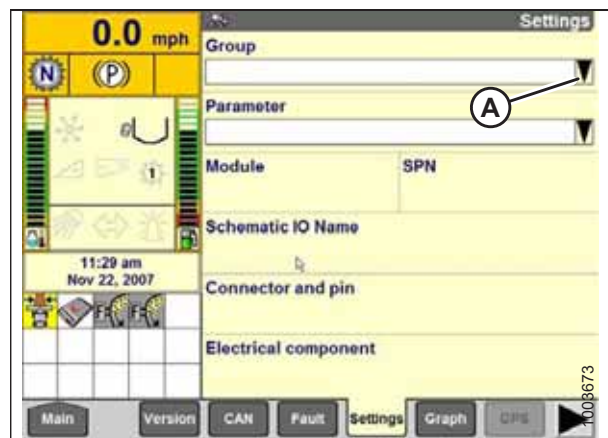 0.0 mph
N
(P)
1
11:29 am
Nov 22, 2007
Settings
Group
A
Parameter
Module
SPN
Schematic IO Name
Connector and pin
Electrical component
1003673
Main
Version
CAN
Fault
Settings
Graph
GPS